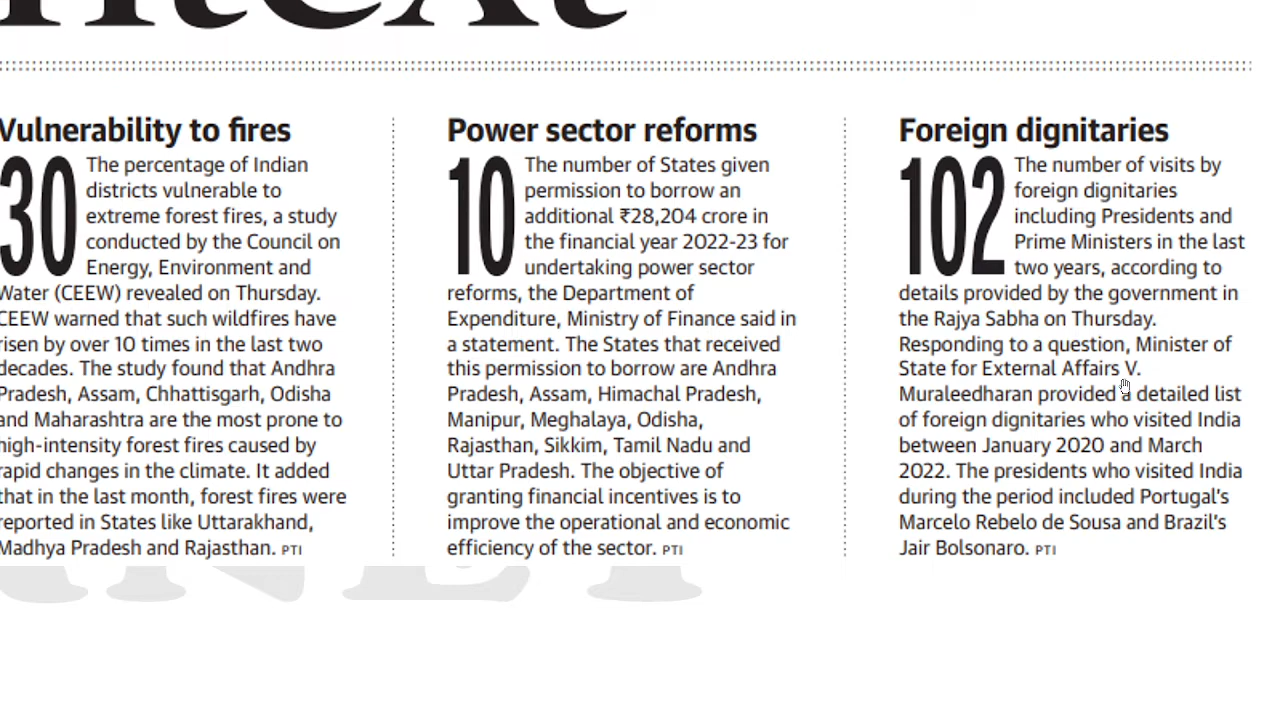 Vulnerability to fires
30
The percentage of Indian
districts vulnerable to
extreme forest fires, a study
conducted by the Council on
Energy, Environment and
Water (CEEW) revealed on Thursday.
CEEW warned that such wildfires have
risen by over 10 times in the last two
decades. The study found that Andhra
Pradesh, Assam, Chhattisgarh, Odisha
and Maharashtra are the most prone to
high-intensity forest fires caused by
rapid changes in the climate. It added
that in the last month, forest fires were
reported in States like Uttarakhand,
Madhya Pradesh and Rajasthan. PTI
Power sector reforms
10
The number of States given
permission to borrow an
additional ₹28,204 crore in
the financial year 2022-23 for
undertaking power sector
reforms, the Department of
Expenditure, Ministry of Finance said in
a statement. The States that received
this permission to borrow are Andhra
Pradesh, Assam, Himachal Pradesh,
Manipur, Meghalaya, Odisha,
Rajasthan, Sikkim, Tamil Nadu and
Uttar Pradesh. The objective of
granting financial incentives is to
improve the operational and economic
efficiency of the sector. PTI
Foreign dignitaries
102
The number of visits by
foreign dignitaries
including Presidents and
Prime Ministers in the last
two years, according to
details provided by the government in
the Rajya Sabha on Thursday.
Responding to a question, Minister of
State for External Affairs V.
Muraleedharan provided a detailed list
of foreign dignitaries who visited India
between January 2020 and March
2022. The presidents who visited India
during the period included Portugal's
Marcelo Rebelo de Sousa and Brazil's
Jair Bolsonaro. PTI